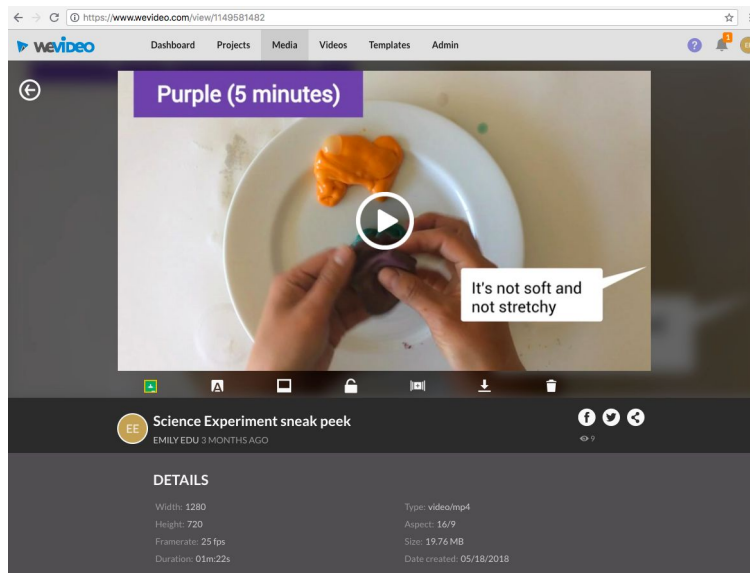 https://www.wevideo.com/view/1149581482
WeVIDEO Dashboard Projects Media Videos Templates Admin ? 1
Purple (5 minutes)
It's not soft and
not stretchy
A
EE
Science Experiment sneak peek
EMILY EDU 3 MONTHS AGO
9
DETAILS
Width: 1280 Type: video/mp4
Height: 720 Aspect: 16/9
Framerate: 25 fps Size: 19.76 MB
Duration: 01m:22s Date created: 05/18/2018